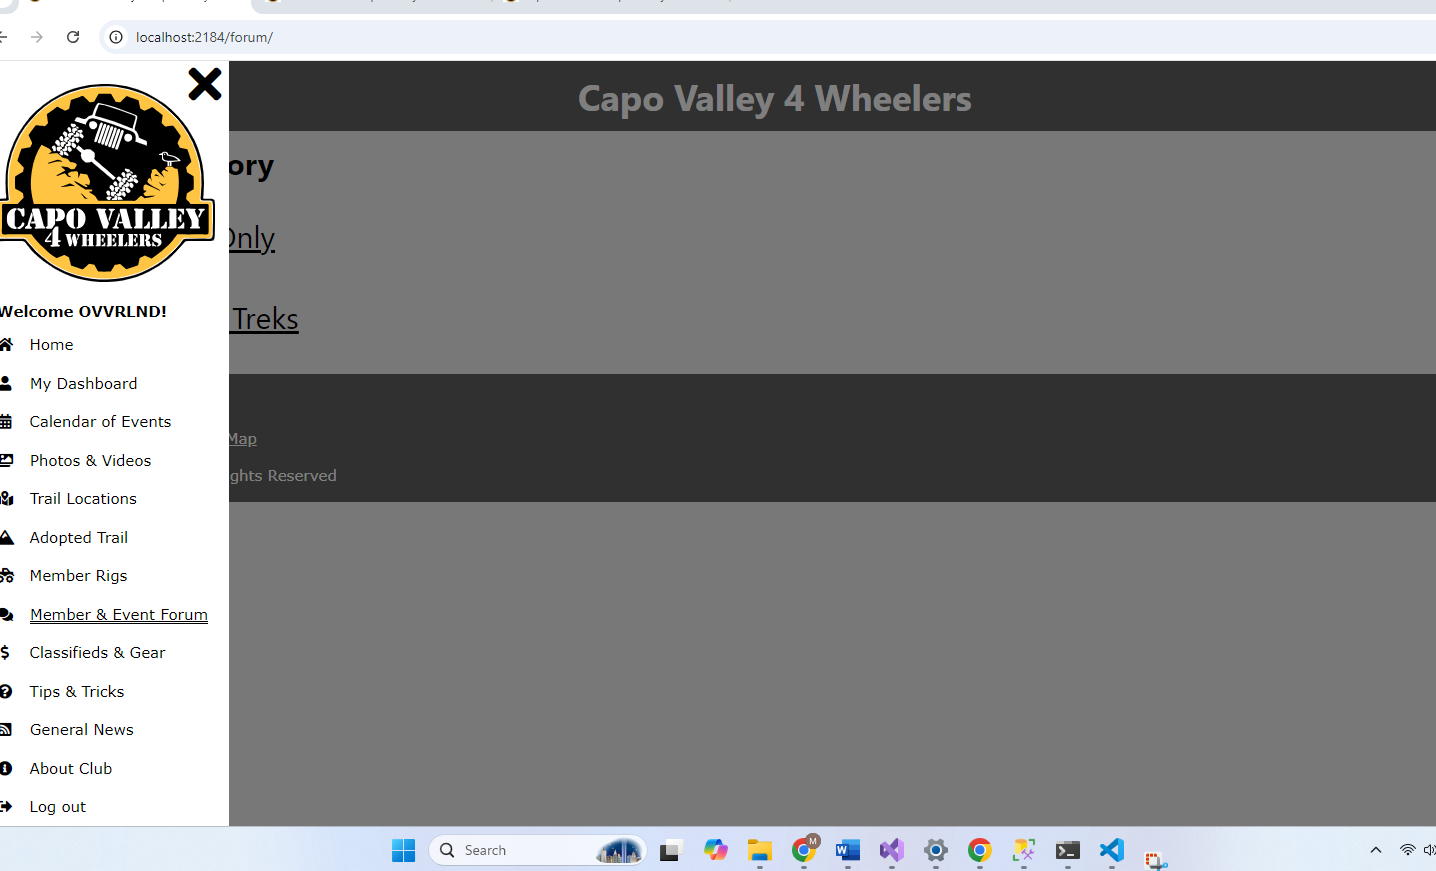 localhost:2184/forum/
Capo Valley 4 Wheelers
CAPO VALLEY
4 WHEELERS
ory
Only
Treks
Map
ghts Reserved
Welcome OVVRLND!
Home
My Dashboard
Calendar of Events
Photos & Videos
Trail Locations
Adopted Trail
Member Rigs
Member & Event Forum
Classifieds & Gear
Tips & Tricks
General News
About Club
Log out
Search
M